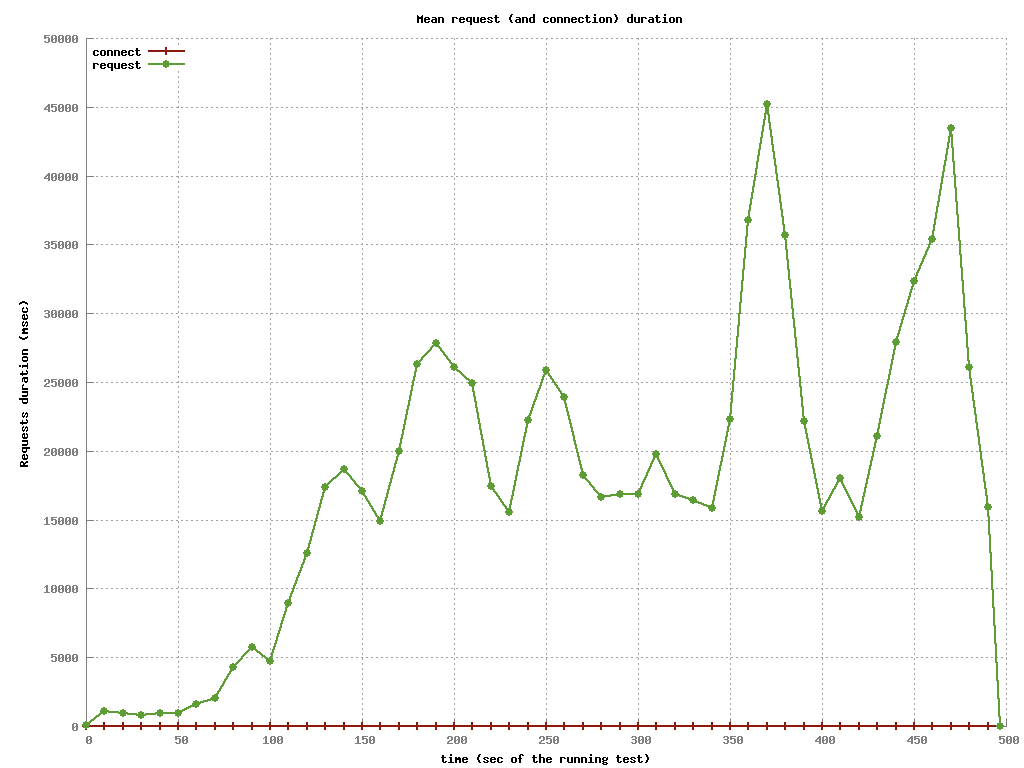 Mean request (and connection) duration
50000
connect
request
45000
40000
35000
30000
25000
20000
15000
10000
5000
0
Requests duration (msec)
0 50 100 150 200 250 300 350 400 450 500
time (sec of the running test)